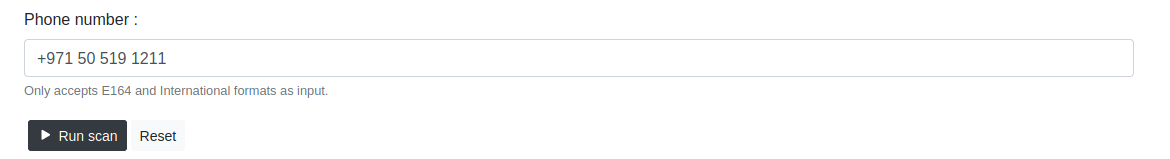 Phone number :
+971 50 519 1211
Only accepts E164 and International formats as input.
Run scan Reset